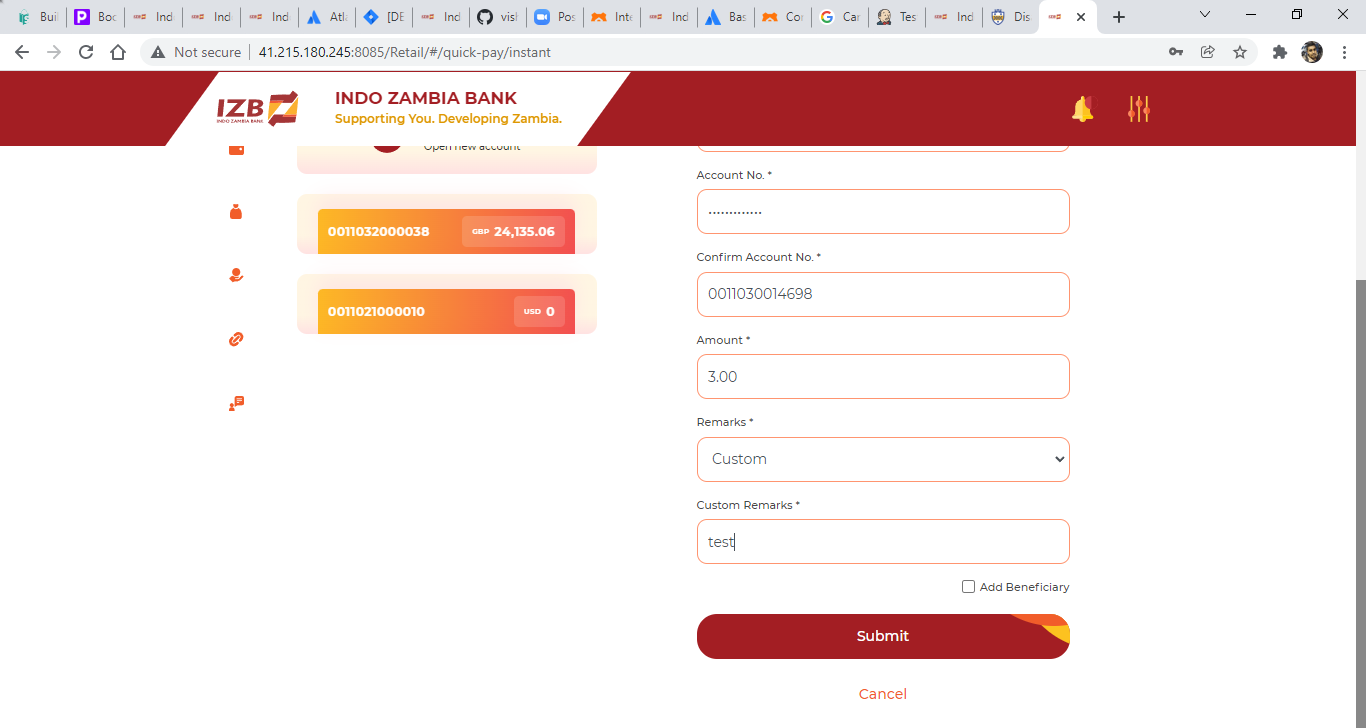 Buil
Boo
Ind
Ind
Ind
Atla
[DE
Ind
visl
Pos
Inte
Ind
Bas
Cor
Car
Tes
Ind
Dis
Not secure
41.215.180.245:8085/Retail/#/quick-pay/instant
IZB
INDO ZAMBIA BANK
INDO ZAMBIA BANK
Supporting You. Developing Zambia.
Open new account
0011032000038
GBP 24,135.06
0011021000010
USD 0
Account No. *
•••••••••••••
Confirm Account No. *
0011030014698
Amount *
3.00
Remarks *
Custom
Custom Remarks *
test
Add Beneficiary
Submit
Cancel